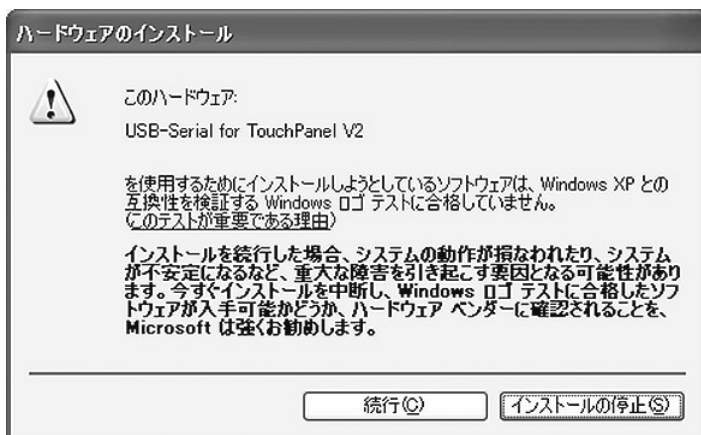 ハードウェアのインストール
このハードウェア:
USB-Serial for TouchPanel V2
を使用するためにインストールしようとしているソフトウェアは、Windows XP との
互換性を検証する Windows ロゴ テストに合格していません。
(このテストが重要である理由)
インストールを続行した場合、システムの動作が損なわれたり、システム
が不安定になるなど、重大な障害を引き起こす要因となる可能性があり
ます。今すぐインストールを中断し、Windows ロゴ テストに合格したソフ
トウェアが入手可能かどうか、ハードウェア ベンダーに確認されることを、
Microsoft は強くお勧めします。
続行(C) インストールの停止(S)